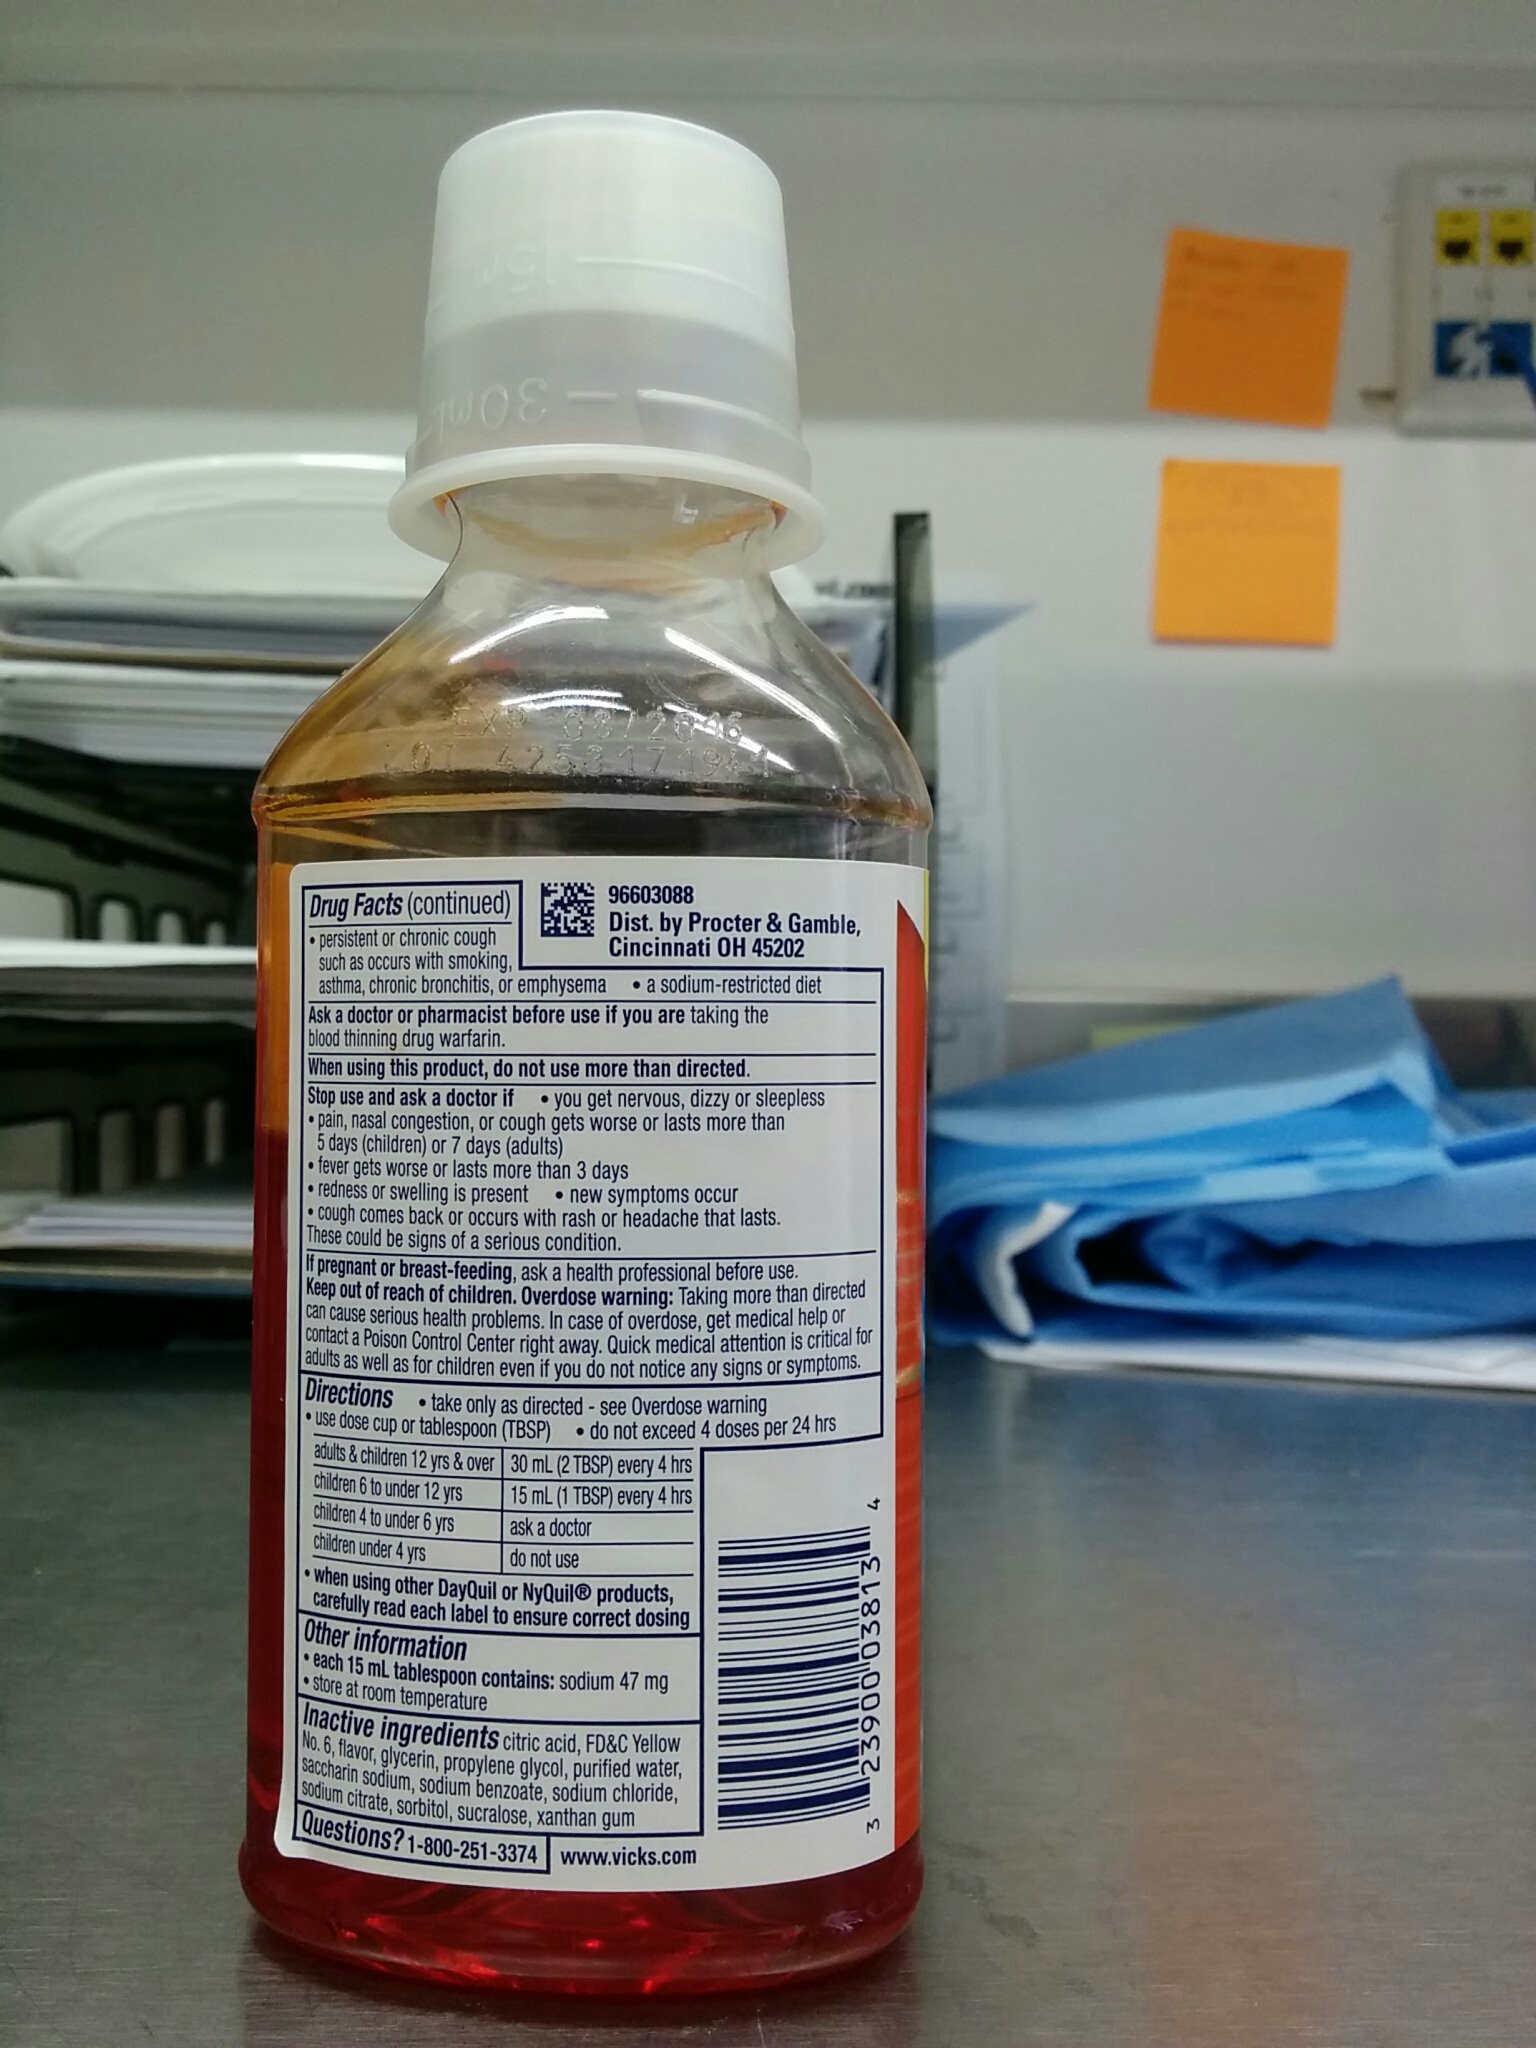 15m
30ml
EXP 08/2016
LOT 4253171941
Drug Facts (continued)
• persistent or chronic cough
such as occurs with smoking,
asthma, chronic bronchitis, or emphysema • a sodium-restricted diet
96603088
Dist. by Procter & Gamble,
Cincinnati OH 45202
Ask a doctor or pharmacist before use if you are taking the
blood thinning drug warfarin.
When using this product, do not use more than directed.
Stop use and ask a doctor if • you get nervous, dizzy or sleepless
• pain, nasal congestion, or cough gets worse or lasts more than
5 days (children) or 7 days (adults)
• fever gets worse or lasts more than 3 days
• redness or swelling is present • new symptoms occur
• cough comes back or occurs with rash or headache that lasts.
These could be signs of a serious condition.
If pregnant or breast-feeding, ask a health professional before use.
Keep out of reach of children. Overdose warning: Taking more than directed
can cause serious health problems. In case of overdose, get medical help or
contact a Poison Control Center right away. Quick medical attention is critical for
adults as well as for children even if you do not notice any signs or symptoms.
Directions • take only as directed - see Overdose warning
• use dose cup or tablespoon (TBSP) • do not exceed 4 doses per 24 hrs
adults & children 12 yrs & over 30 mL (2 TBSP) every 4 hrs
children 6 to under 12 yrs 15 mL (1 TBSP) every 4 hrs
children 4 to under 6 yrs ask a doctor
children under 4 yrs do not use
• when using other DayQuil or NyQuil® products,
carefully read each label to ensure correct dosing
Other information
• each 15 mL tablespoon contains: sodium 47 mg
• store at room temperature
Inactive ingredients citric acid, FD&C Yellow
No. 6, flavor, glycerin, propylene glycol, purified water,
saccharin sodium, sodium benzoate, sodium chloride,
sodium citrate, sorbitol, sucralose, xanthan gum
Questions? 1-800-251-3374
www.vicks.com
3 23900 03813 4